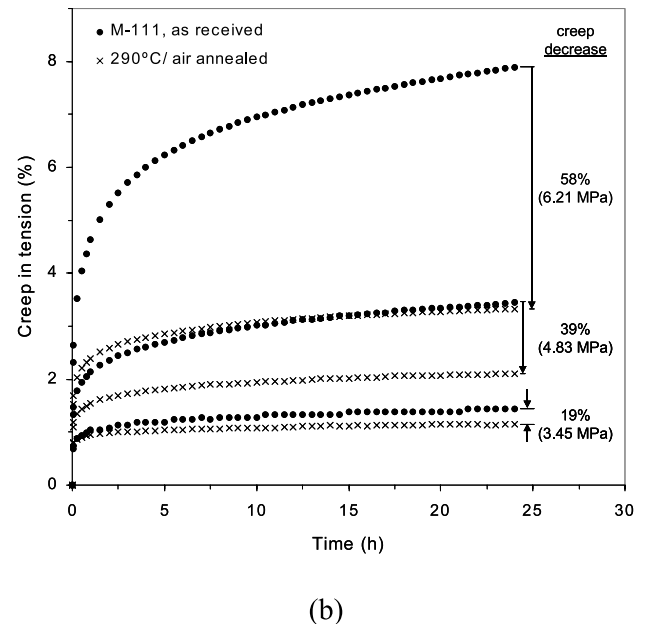 8
6
4
2
0
Creep in tension (%)
M-111, as received
290ºC/ air annealed
creep
decrease
58%
(6.21 MPa)
39%
(4.83 MPa)
19%
(3.45 MPa)
0 5 10 15 20 25 30
Time (h)
(b)